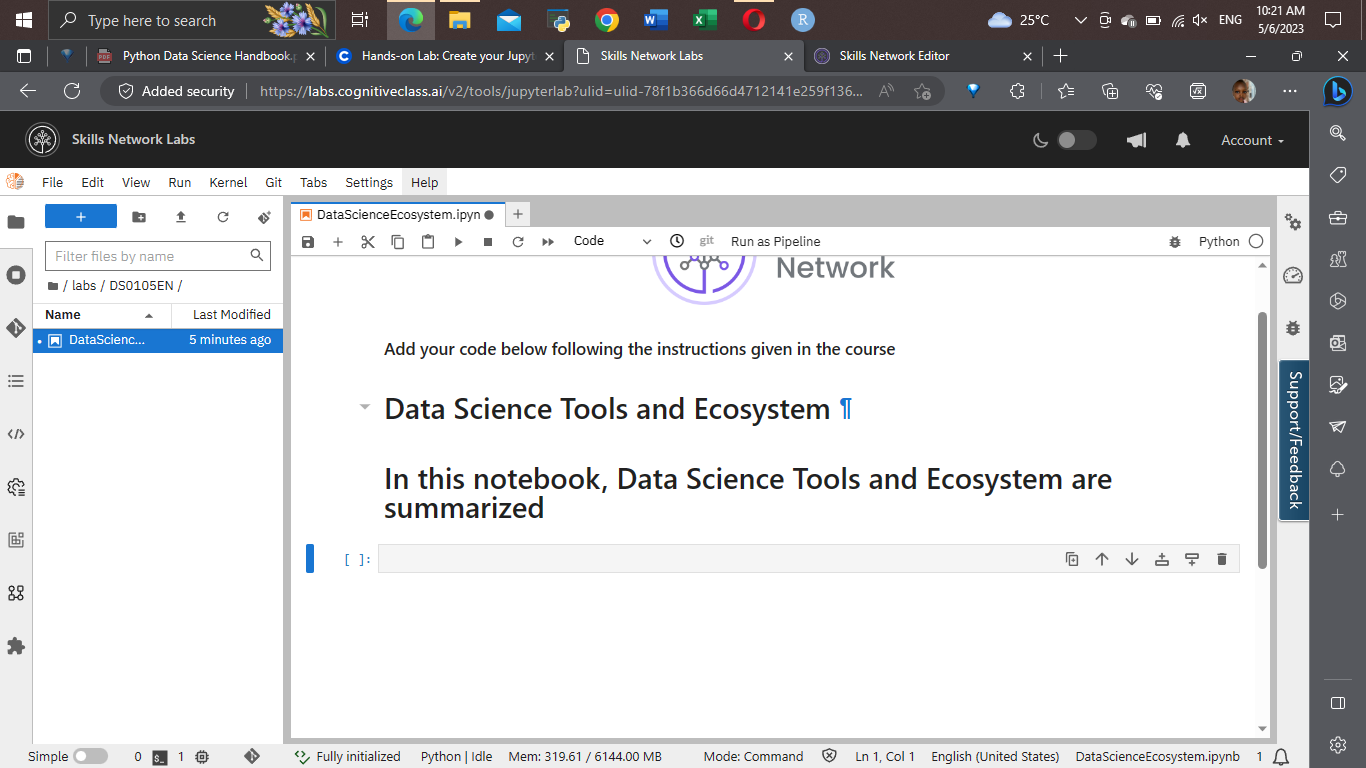 Type here to search
25°C
ENG
10:21 AM
5/6/2023
Python Data Science Handbook.p
Hands-on Lab: Create your Jupyt
Skills Network Labs
Skills Network Editor
Added security
https://labs.cognitiveclass.ai/v2/tools/jupyterlab?ulid=ulid-78f1b366d66d4712141e259f136...
Skills Network Labs
Account
File Edit View Run Kernel Git Tabs Settings Help
DataScienceEcosystem.ipyn
Code
git
Run as Pipeline
Python
Filter files by name
/ labs / DS0105EN /
Name Last Modified
DataScienc... 5 minutes ago
Network
Add your code below following the instructions given in the course
Data Science Tools and Ecosystem ¶
In this notebook, Data Science Tools and Ecosystem are
summarized
[ ]:
Support/Feedback
Simple 0 1 Fully initialized Python | Idle Mem: 319.61 / 6144.00 MB Mode: Command Ln 1, Col 1 English (United States) DataScienceEcosystem.ipynb 1